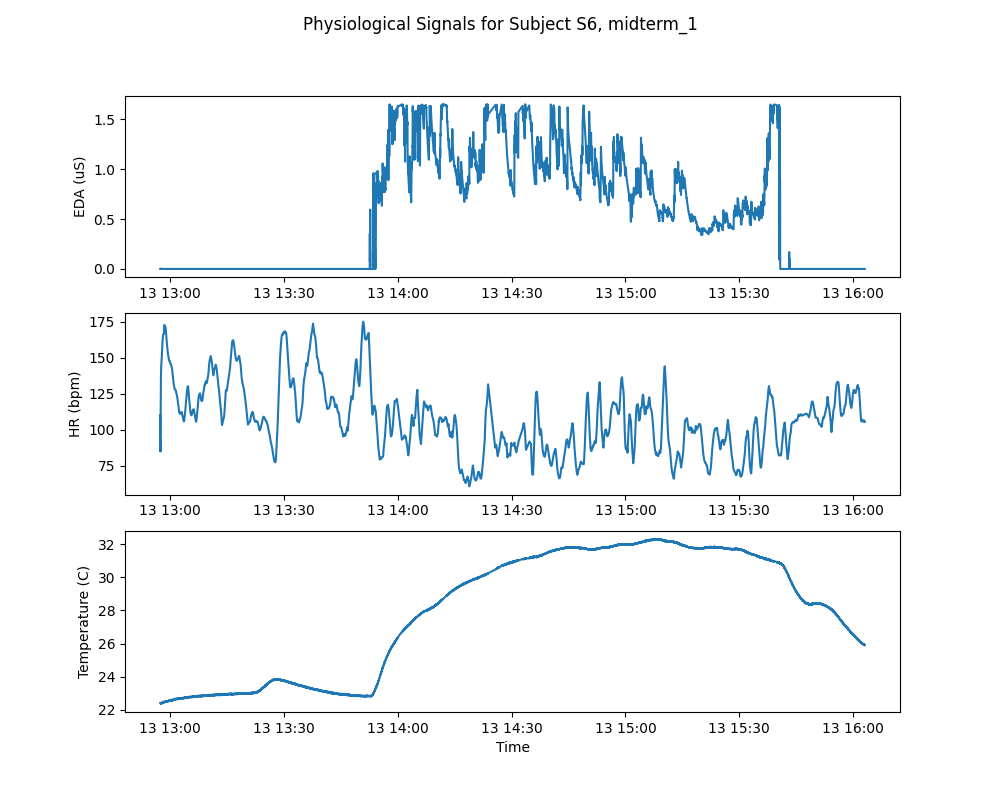 Physiological Signals for Subject S6, midterm_1
EDA (uS)
1.5
1.0
0.5
0.0
13 13:00 13 13:30 13 14:00 13 14:30 13 15:00 13 15:30 13 16:00
HR (bpm)
175
150
125
100
75
13 13:00 13 13:30 13 14:00 13 14:30 13 15:00 13 15:30 13 16:00
Temperature (C)
32
30
28
26
24
22
13 13:00 13 13:30 13 14:00 13 14:30 13 15:00 13 15:30 13 16:00
Time